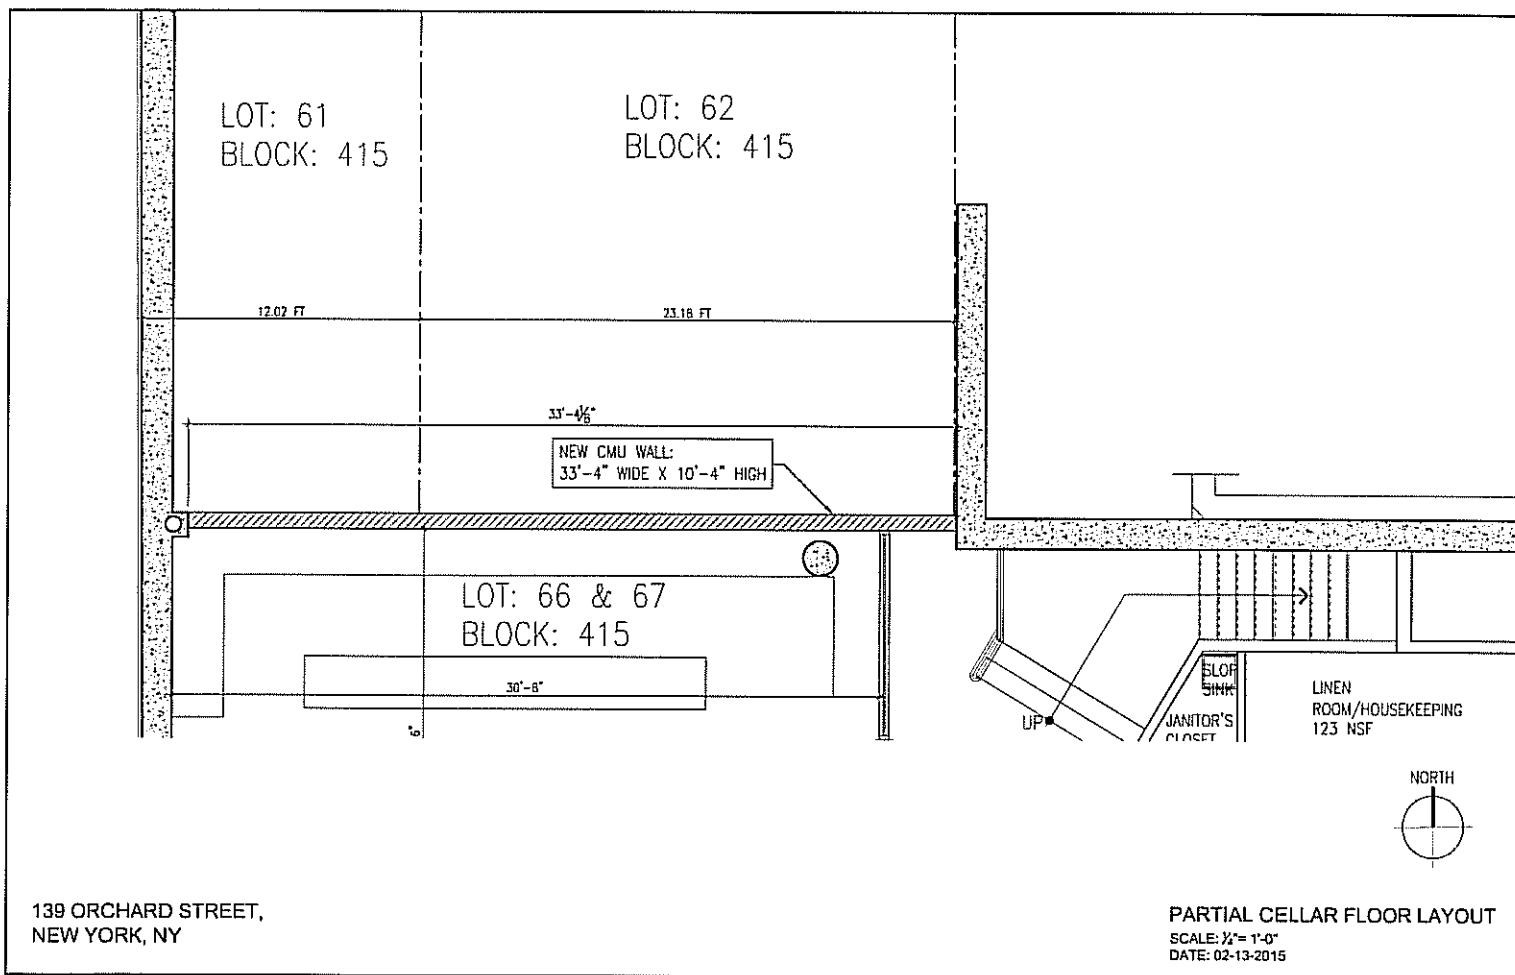 LOT: 61
BLOCK: 415
LOT: 62
BLOCK: 415
12.02 FT
23.18 FT
33'-4⅛"
NEW CMU WALL:
33'-4" WIDE X 10'-4" HIGH
LOT: 66 & 67
BLOCK: 415
30'-8"
6"
UP
SLOP
SINK
JANITOR'S
CLOSET
LINEN
ROOM/HOUSEKEEPING
123 NSF
NORTH
139 ORCHARD STREET,
NEW YORK, NY
PARTIAL CELLAR FLOOR LAYOUT
SCALE: ½"= 1'-0"
DATE: 02-13-2015